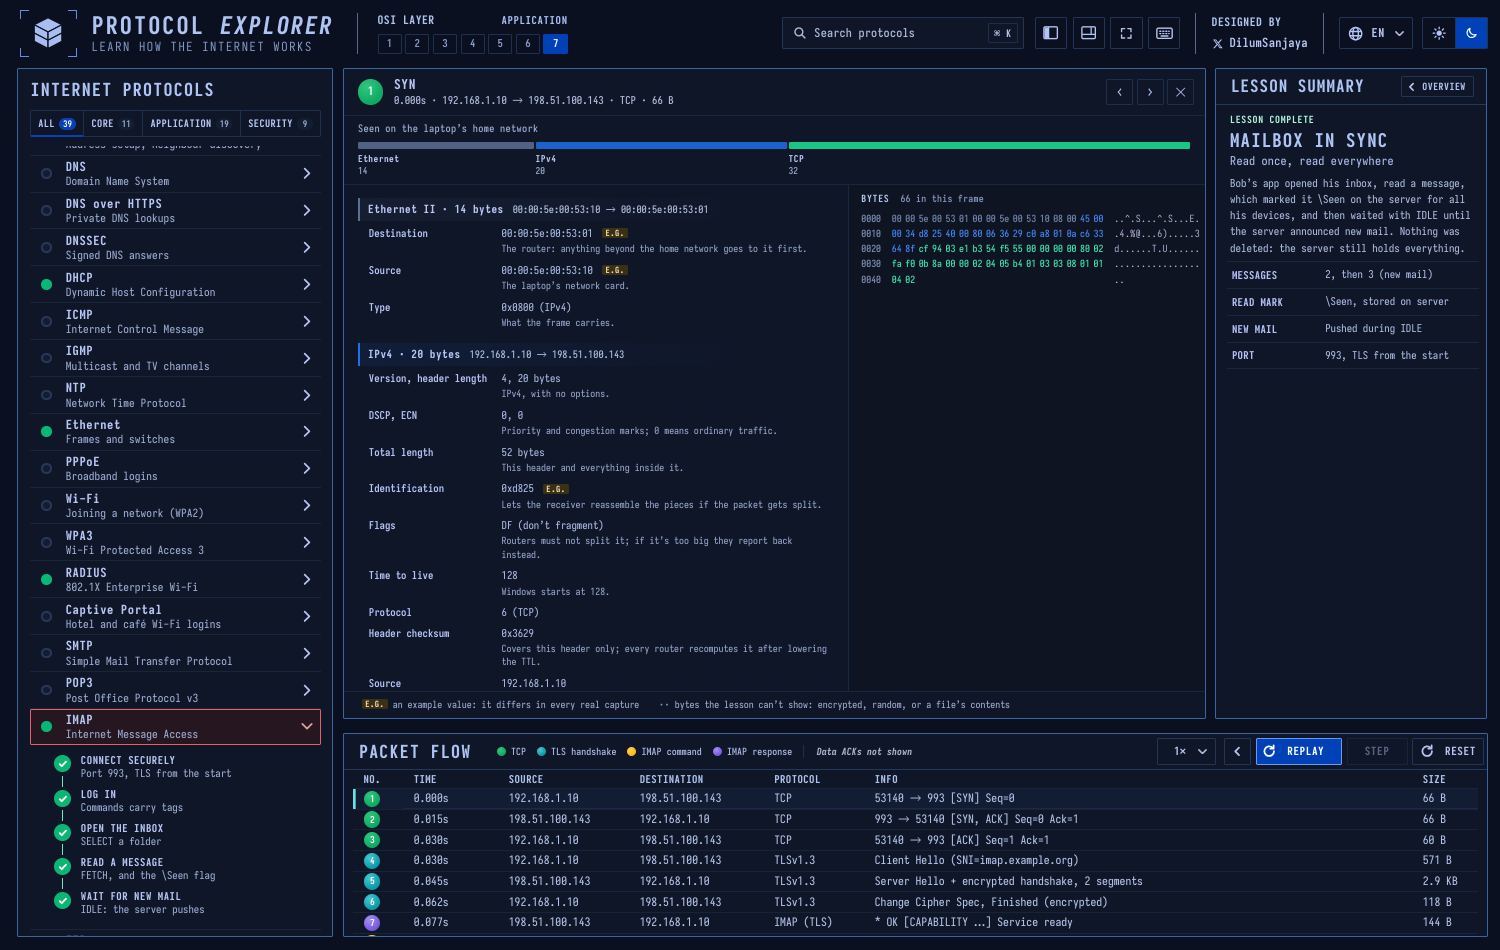 PROTOCOL EXPLORER
LEARN HOW THE INTERNET WORKS
OSI LAYER APPLICATION
1 2 3 4 5 6 7
Search protocols ⌘ K
DESIGNED BY
DilumSanjaya
EN
INTERNET PROTOCOLS
ALL 39 CORE 11 APPLICATION 19 SECURITY 9
Address setup, neighbour discovery
DNS
Domain Name System
DNS over HTTPS
Private DNS lookups
DNSSEC
Signed DNS answers
DHCP
Dynamic Host Configuration
ICMP
Internet Control Message
IGMP
Multicast and TV channels
NTP
Network Time Protocol
Ethernet
Frames and switches
PPPoE
Broadband logins
Wi-Fi
Joining a network (WPA2)
WPA3
Wi-Fi Protected Access 3
RADIUS
802.1X Enterprise Wi-Fi
Captive Portal
Hotel and café Wi-Fi logins
SMTP
Simple Mail Transfer Protocol
POP3
Post Office Protocol v3
IMAP
Internet Message Access
CONNECT SECURELY
Port 993, TLS from the start
LOG IN
Commands carry tags
OPEN THE INBOX
SELECT a folder
READ A MESSAGE
FETCH, and the \Seen flag
WAIT FOR NEW MAIL
IDLE: the server pushes
1 SYN
0.000s · 192.168.1.10 → 198.51.100.143 · TCP · 66 B
Seen on the laptop's home network
Ethernet IPv4 TCP
14 20 32
Ethernet II · 14 bytes 00:00:5e:00:53:10 → 00:00:5e:00:53:01
Destination 00:00:5e:00:53:01 E.G.
The router: anything beyond the home network goes to it first.
Source 00:00:5e:00:53:10 E.G.
The laptop's network card.
Type 0x0800 (IPv4)
What the frame carries.
IPv4 · 20 bytes 192.168.1.10 → 198.51.100.143
Version, header length 4, 20 bytes
IPv4, with no options.
DSCP, ECN 0, 0
Priority and congestion marks; 0 means ordinary traffic.
Total length 52 bytes
This header and everything inside it.
Identification 0xd825 E.G.
Lets the receiver reassemble the pieces if the packet gets split.
Flags DF (don't fragment)
Routers must not split it; if it's too big they report back
instead.
Time to live 128
Windows starts at 128.
Protocol 6 (TCP)
Header checksum 0x3629
Covers this header only; every router recomputes it after lowering
the TTL.
Source 192.168.1.10
BYTES 66 in this frame
0000 00 00 5e 00 53 01 00 00 5e 00 53 10 08 00 45 00 ..^.S...^.S...E.
0010 00 34 d8 25 40 00 80 06 36 29 c0 a8 01 0a c6 33 .4.%@...6).....3
0020 64 8f cf 94 03 e1 b3 54 f5 55 00 00 00 00 80 02 d......T.U......
0030 fa f0 0b 8a 00 00 02 04 05 b4 01 03 03 08 01 01 ................
0040 04 02 ..
E.G. an example value: it differs in every real capture ·· bytes the lesson can't show: encrypted, random, or a file's contents
LESSON SUMMARY OVERVIEW
LESSON COMPLETE
MAILBOX IN SYNC
Read once, read everywhere
Bob's app opened his inbox, read a message,
which marked it \Seen on the server for all
his devices, and then waited with IDLE until
the server announced new mail. Nothing was
deleted: the server still holds everything.
MESSAGES 2, then 3 (new mail)
READ MARK \Seen, stored on server
NEW MAIL Pushed during IDLE
PORT 993, TLS from the start
PACKET FLOW TCP TLS handshake IMAP command IMAP response Data ACKs not shown 1× REPLAY STEP RESET
NO. TIME SOURCE DESTINATION PROTOCOL INFO SIZE
1 0.000s 192.168.1.10 198.51.100.143 TCP 53140 → 993 [SYN] Seq=0 66 B
2 0.015s 198.51.100.143 192.168.1.10 TCP 993 → 53140 [SYN, ACK] Seq=0 Ack=1 66 B
3 0.030s 192.168.1.10 198.51.100.143 TCP 53140 → 993 [ACK] Seq=1 Ack=1 60 B
4 0.030s 192.168.1.10 198.51.100.143 TLSv1.3 Client Hello (SNI=imap.example.org) 571 B
5 0.045s 198.51.100.143 192.168.1.10 TLSv1.3 Server Hello + encrypted handshake, 2 segments 2.9 KB
6 0.062s 192.168.1.10 198.51.100.143 TLSv1.3 Change Cipher Spec, Finished (encrypted) 118 B
7 0.077s 198.51.100.143 192.168.1.10 IMAP (TLS) * OK [CAPABILITY …] Service ready 144 B